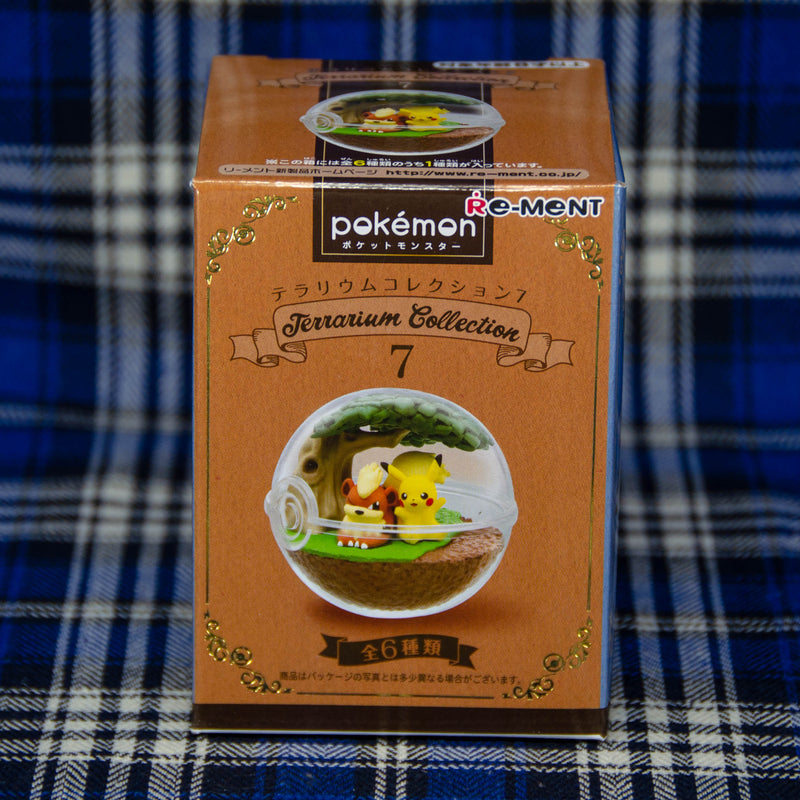 Terrarium Collection
7
※この箱には全6種類のうち1種類が入っています。
リーメント新製品ホームページ http://www.re-ment.co.jp/
Re-MeNT
pokémon
ポケットモンスター
テラリウムコレクション7
Terrarium Collection
7
全6種類
商品はパッケージの写真とは多少異なる場合がございます。